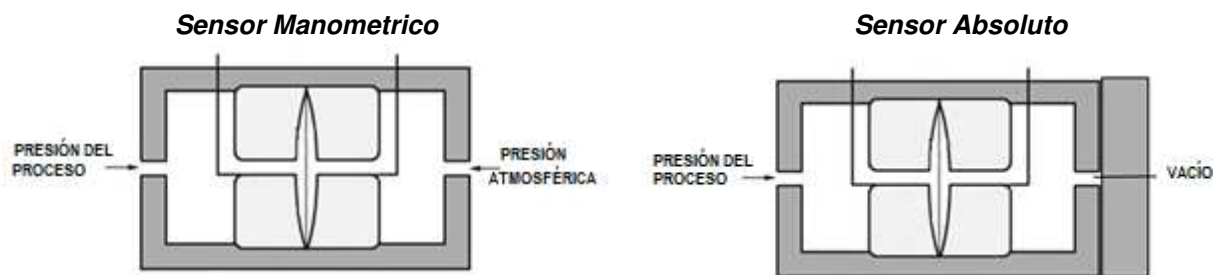 Sensor Manometrico
Sensor Absoluto
PRESIÓN DEL
PROCESO
PRESIÓN
ATMOSFÉRICA
PRESIÓN DEL
PROCESO
VACÍO